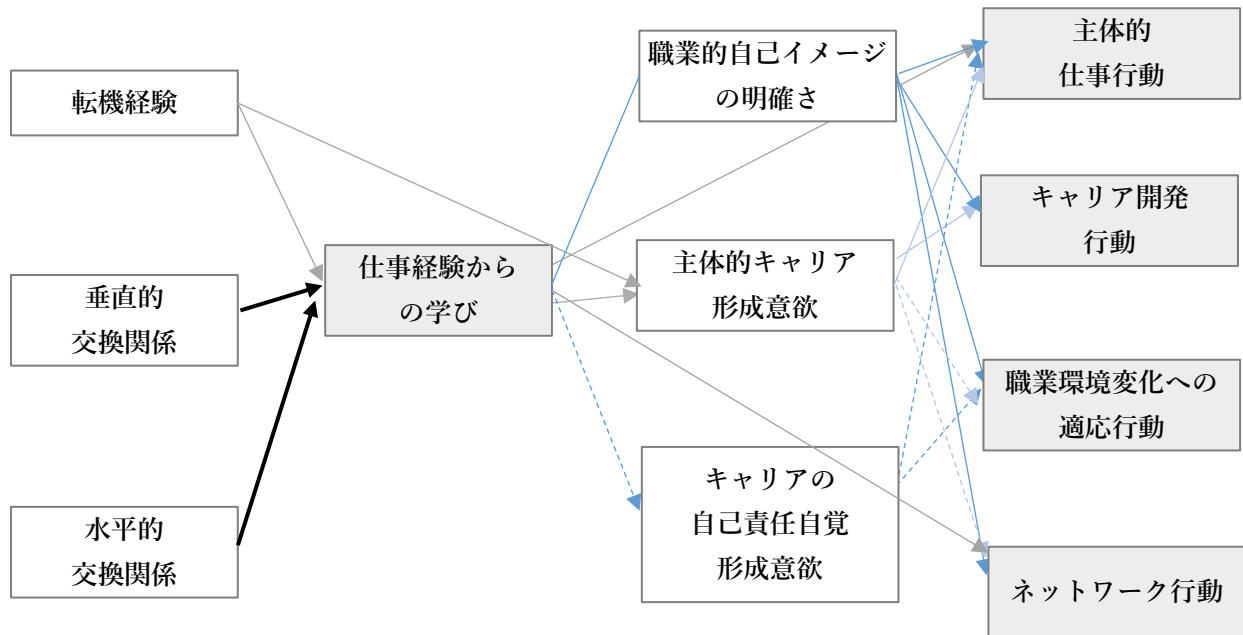 転機経験
垂直的
交換関係
水平的
交換関係
仕事経験から
の学び
職業的自己イメージ
の明確さ
主体的キャリア
形成意欲
キャリアの
自己責任自覚
形成意欲
主体的
仕事行動
キャリア開発
行動
職業環境変化への
適応行動
ネットワーク行動